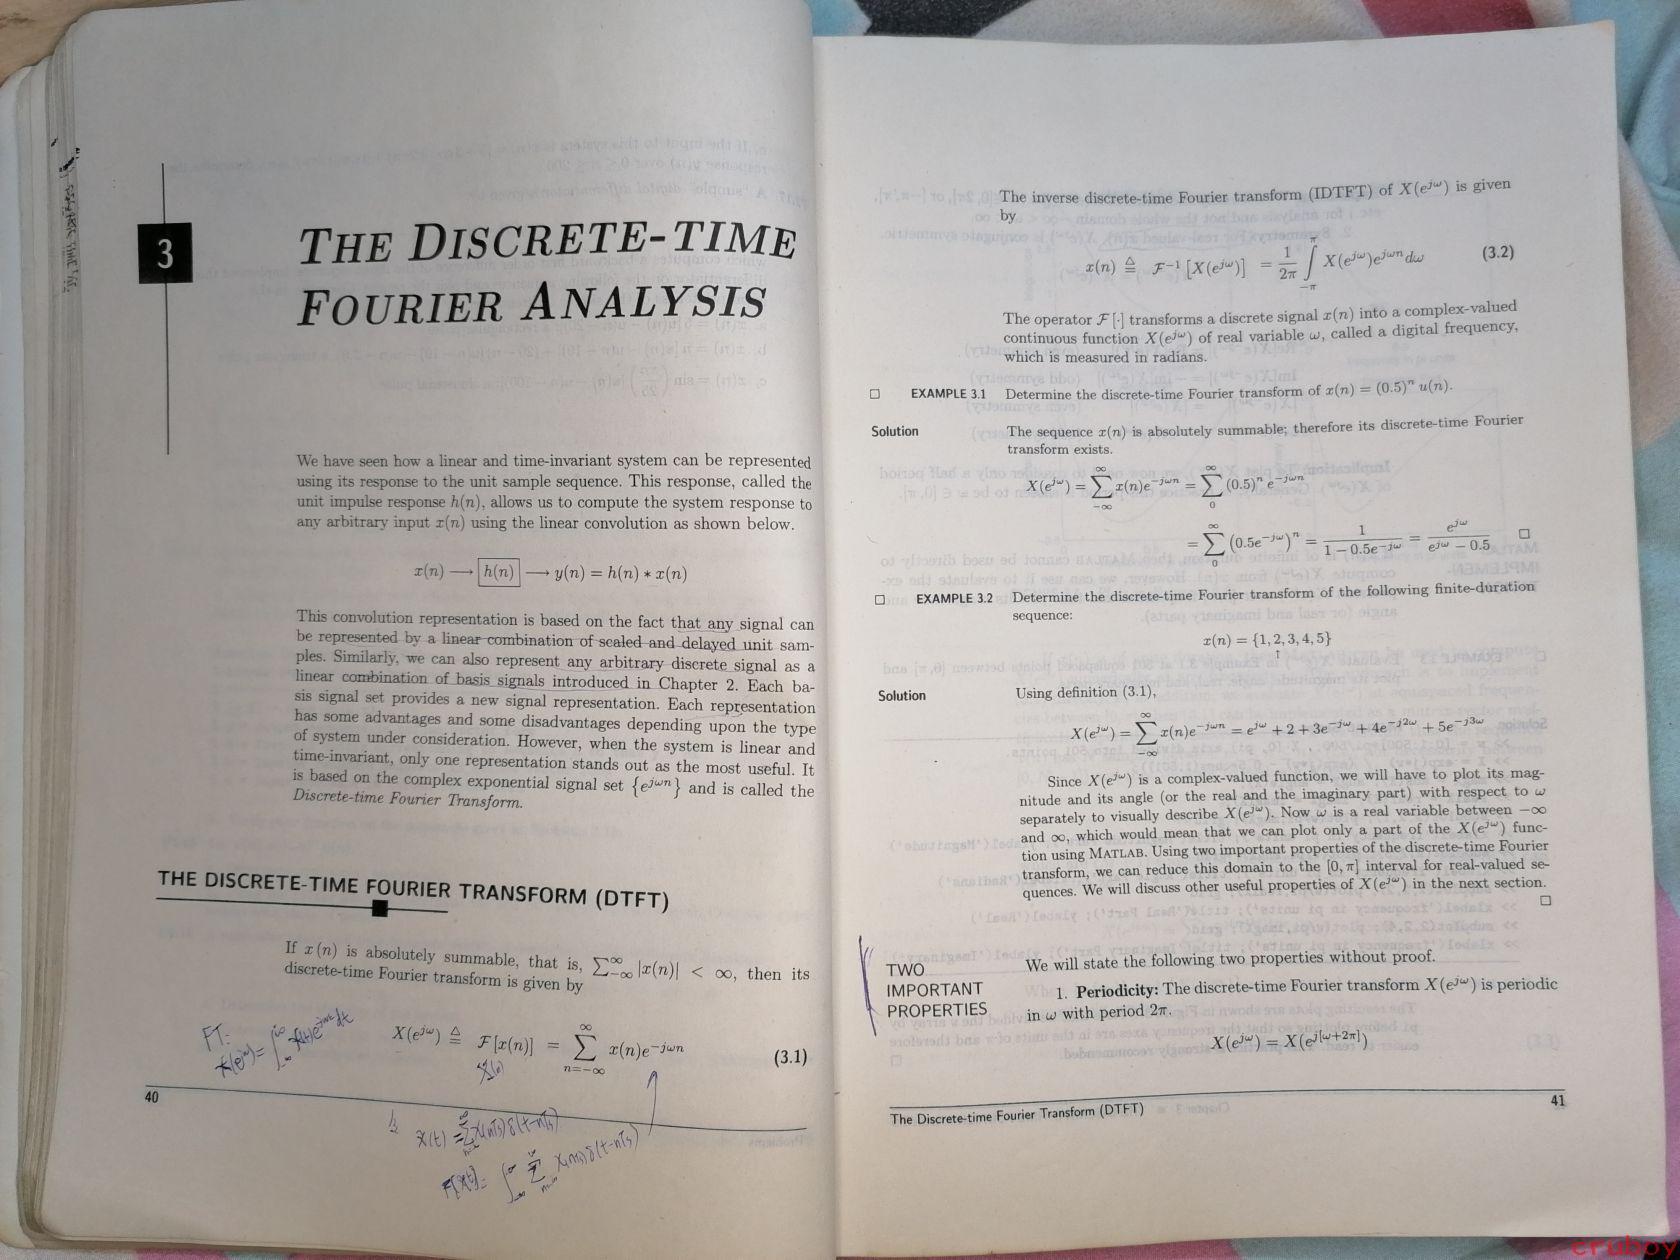 3
THE DISCRETE-TIME
FOURIER ANALYSIS
We have seen how a linear and time-invariant system can be represented
using its response to the unit sample sequence. This response, called the
unit impulse response h(n), allows us to compute the system response to
any arbitrary input x(n) using the linear convolution as shown below.
x(n) ⟶ h(n) ⟶ y(n) = h(n) ∗ x(n)
This convolution representation is based on the fact that any signal can
be represented by a linear combination of scaled and delayed unit sam-
ples. Similarly, we can also represent any arbitrary discrete signal as a
linear combination of basis signals introduced in Chapter 2. Each ba-
sis signal set provides a new signal representation. Each representation
has some advantages and some disadvantages depending upon the type
of system under consideration. However, when the system is linear and
time-invariant, only one representation stands out as the most useful. It
is based on the complex exponential signal set {e^{jωn}} and is called the
Discrete-time Fourier Transform.
THE DISCRETE-TIME FOURIER TRANSFORM (DTFT)
If x(n) is absolutely summable, that is, ∑_{-∞}^{∞} |x(n)| < ∞, then its
discrete-time Fourier transform is given by
X(e^{jω}) ≜ F[x(n)] = ∑_{n=-∞}^{∞} x(n)e^{-jωn} (3.1)
FT:
40
The inverse discrete-time Fourier transform (IDTFT) of X(e^{jω}) is given
by
x(n) ≜ F^{-1}[X(e^{jω})] = 1/2π ∫_{-π}^{π} X(e^{jω})e^{jωn}dω (3.2)
The operator F[·] transforms a discrete signal x(n) into a complex-valued
continuous function X(e^{jω}) of real variable ω, called a digital frequency,
which is measured in radians.
□ EXAMPLE 3.1 Determine the discrete-time Fourier transform of x(n) = (0.5)^n u(n).
Solution The sequence x(n) is absolutely summable; therefore its discrete-time Fourier
transform exists.
X(e^{jω}) = ∑_{-∞}^{∞} x(n)e^{-jωn} = ∑_{0}^{∞} (0.5)^n e^{-jωn}
= ∑_{0}^{∞} (0.5e^{-jω})^n = 1/(1 − 0.5e^{-jω}) = e^{jω}/(e^{jω} − 0.5) □
□ EXAMPLE 3.2 Determine the discrete-time Fourier transform of the following finite-duration
sequence:
x(n) = {1, 2, 3, 4, 5}
↑
Solution Using definition (3.1),
X(e^{jω}) = ∑_{-∞}^{∞} x(n)e^{-jωn} = e^{jω} + 2 + 3e^{-jω} + 4e^{-j2ω} + 5e^{-j3ω}
Since X(e^{jω}) is a complex-valued function, we will have to plot its mag-
nitude and its angle (or the real and the imaginary part) with respect to ω
separately to visually describe X(e^{jω}). Now ω is a real variable between −∞
and ∞, which would mean that we can plot only a part of the X(e^{jω}) func-
tion using MATLAB. Using two important properties of the discrete-time Fourier
transform, we can reduce this domain to the [0, π] interval for real-valued se-
quences. We will discuss other useful properties of X(e^{jω}) in the next section.
□
TWO
IMPORTANT
PROPERTIES
We will state the following two properties without proof.
1. Periodicity: The discrete-time Fourier transform X(e^{jω}) is periodic
in ω with period 2π.
X(e^{jω}) = X(e^{j[ω+2π]})
The Discrete-time Fourier Transform (DTFT) 41
cruboy